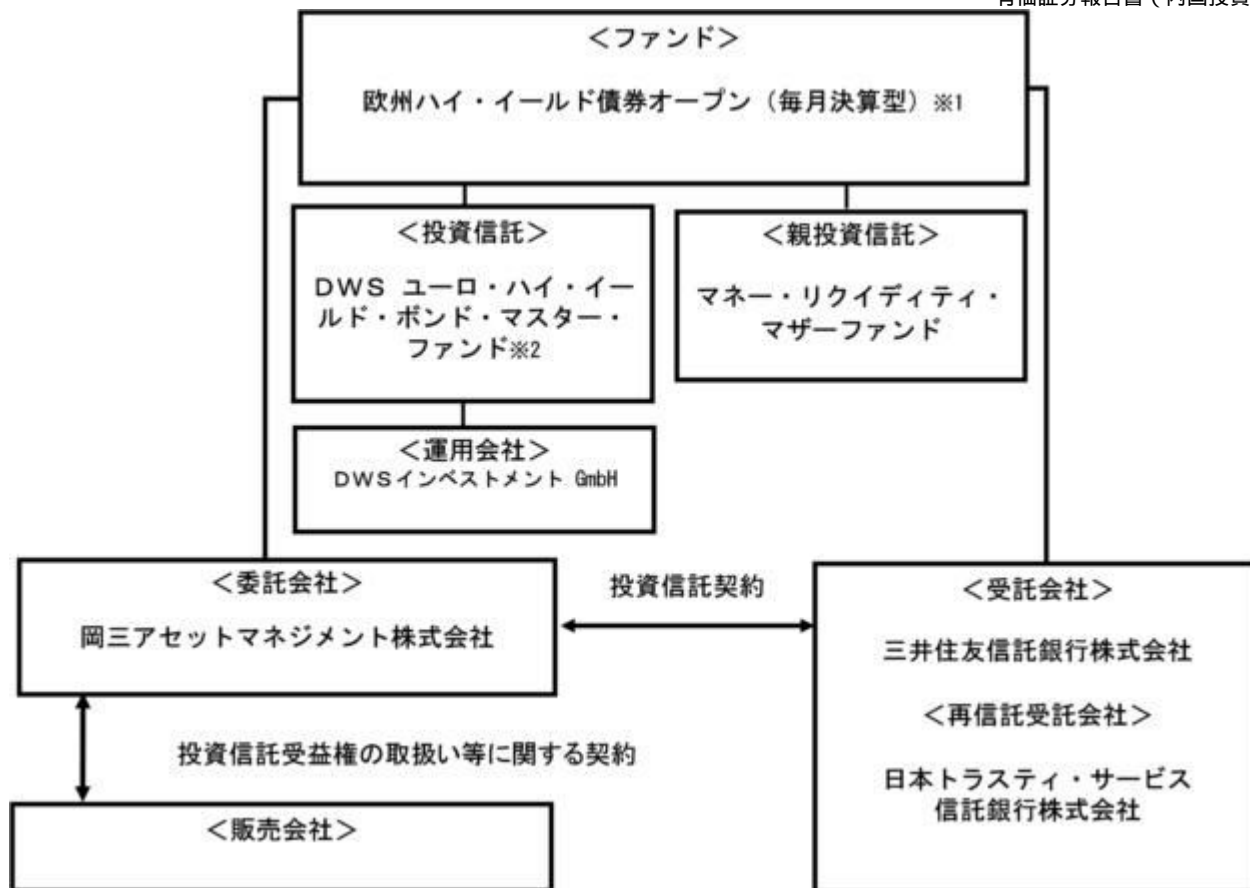 有価証券報告書（内国投資
＜ファンド＞
欧州ハイ・イールド債券オープン（毎月決算型）※1
＜投資信託＞
ＤＷＳ ユーロ・ハイ・イー
ルド・ボンド・マスター・
ファンド※2
＜親投資信託＞
マネー・リクイディティ・
マザーファンド
＜運用会社＞
ＤＷＳインベストメント GmbH
＜委託会社＞
岡三アセットマネジメント株式会社
投資信託契約
＜受託会社＞
三井住友信託銀行株式会社
＜再信託受託会社＞
日本トラスティ・サービス
信託銀行株式会社
投資信託受益権の取扱い等に関する契約
＜販売会社＞